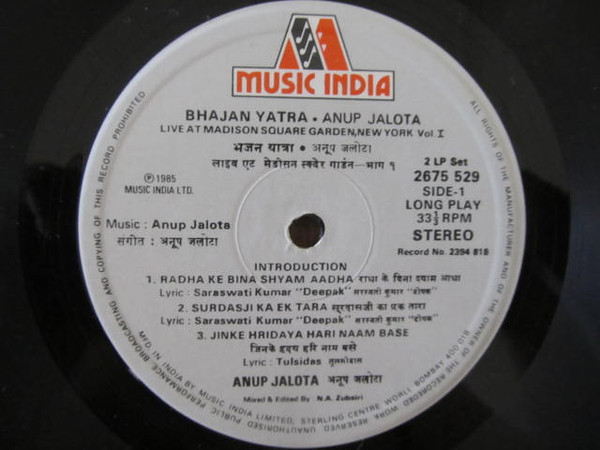 MUSIC INDIA
BHAJAN YATRA • ANUP JALOTA
LIVE AT MADISON SQUARE GARDEN, NEW YORK Vol I
भजन यात्रा • अनूप जलोटा
लाइव एट मेडीसन स्क्वेर गार्डन—भाग १
℗ 1985
MUSIC INDIA LTD.
2 LP Set
2675 529
SIDE-1
LONG PLAY
33⅓ RPM
STEREO
Record No. 2394 818
Music : Anup Jalota
संगीत : अनूप जलोटा
INTRODUCTION
1. RADHA KE BINA SHYAM AADHA राधा के बिना श्याम आधा
Lyric : Saraswati Kumar "Deepak" सरस्वती कुमार "दीपक"
2. SURDASJI KA EK TARA सूरदासजी का एक तारा
Lyric : Saraswati Kumar "Deepak" सरस्वती कुमार "दीपक"
3. JINKE HRIDAYA HARI NAAM BASE
जिनके हृदय हरि नाम बसे
Lyric : Tulsidas तुलसीदास
ANUP JALOTA अनूप जलोटा
Mixed & Edited By N.A. Zubairi
MFD. IN INDIA BY MUSIC INDIA LIMITED, STERLING CENTRE WORLI BOMBAY 400 018
ALL RIGHTS OF THE MANUFACTURER AND OF THE OWNER OF THE RECORDED WORK RESERVED UNAUTHORISED PUBLIC PERFORMANCE, BROADCASTING AND COPYING OF THIS RECORD PROHIBITED